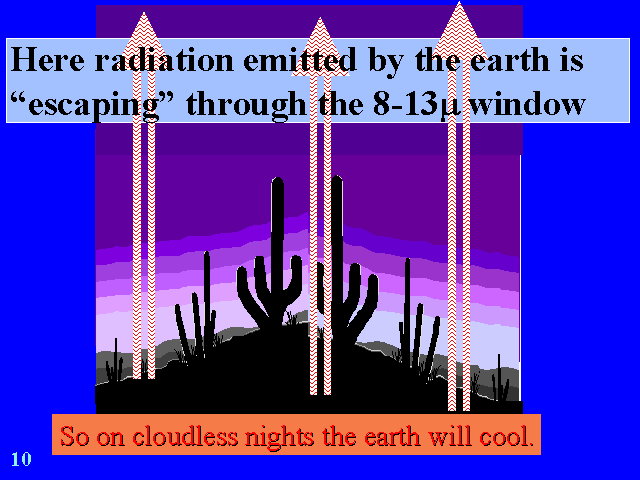 Here radiation emitted by the earth is
“escaping” through the 8-13μ window
So on cloudless nights the earth will cool.
10